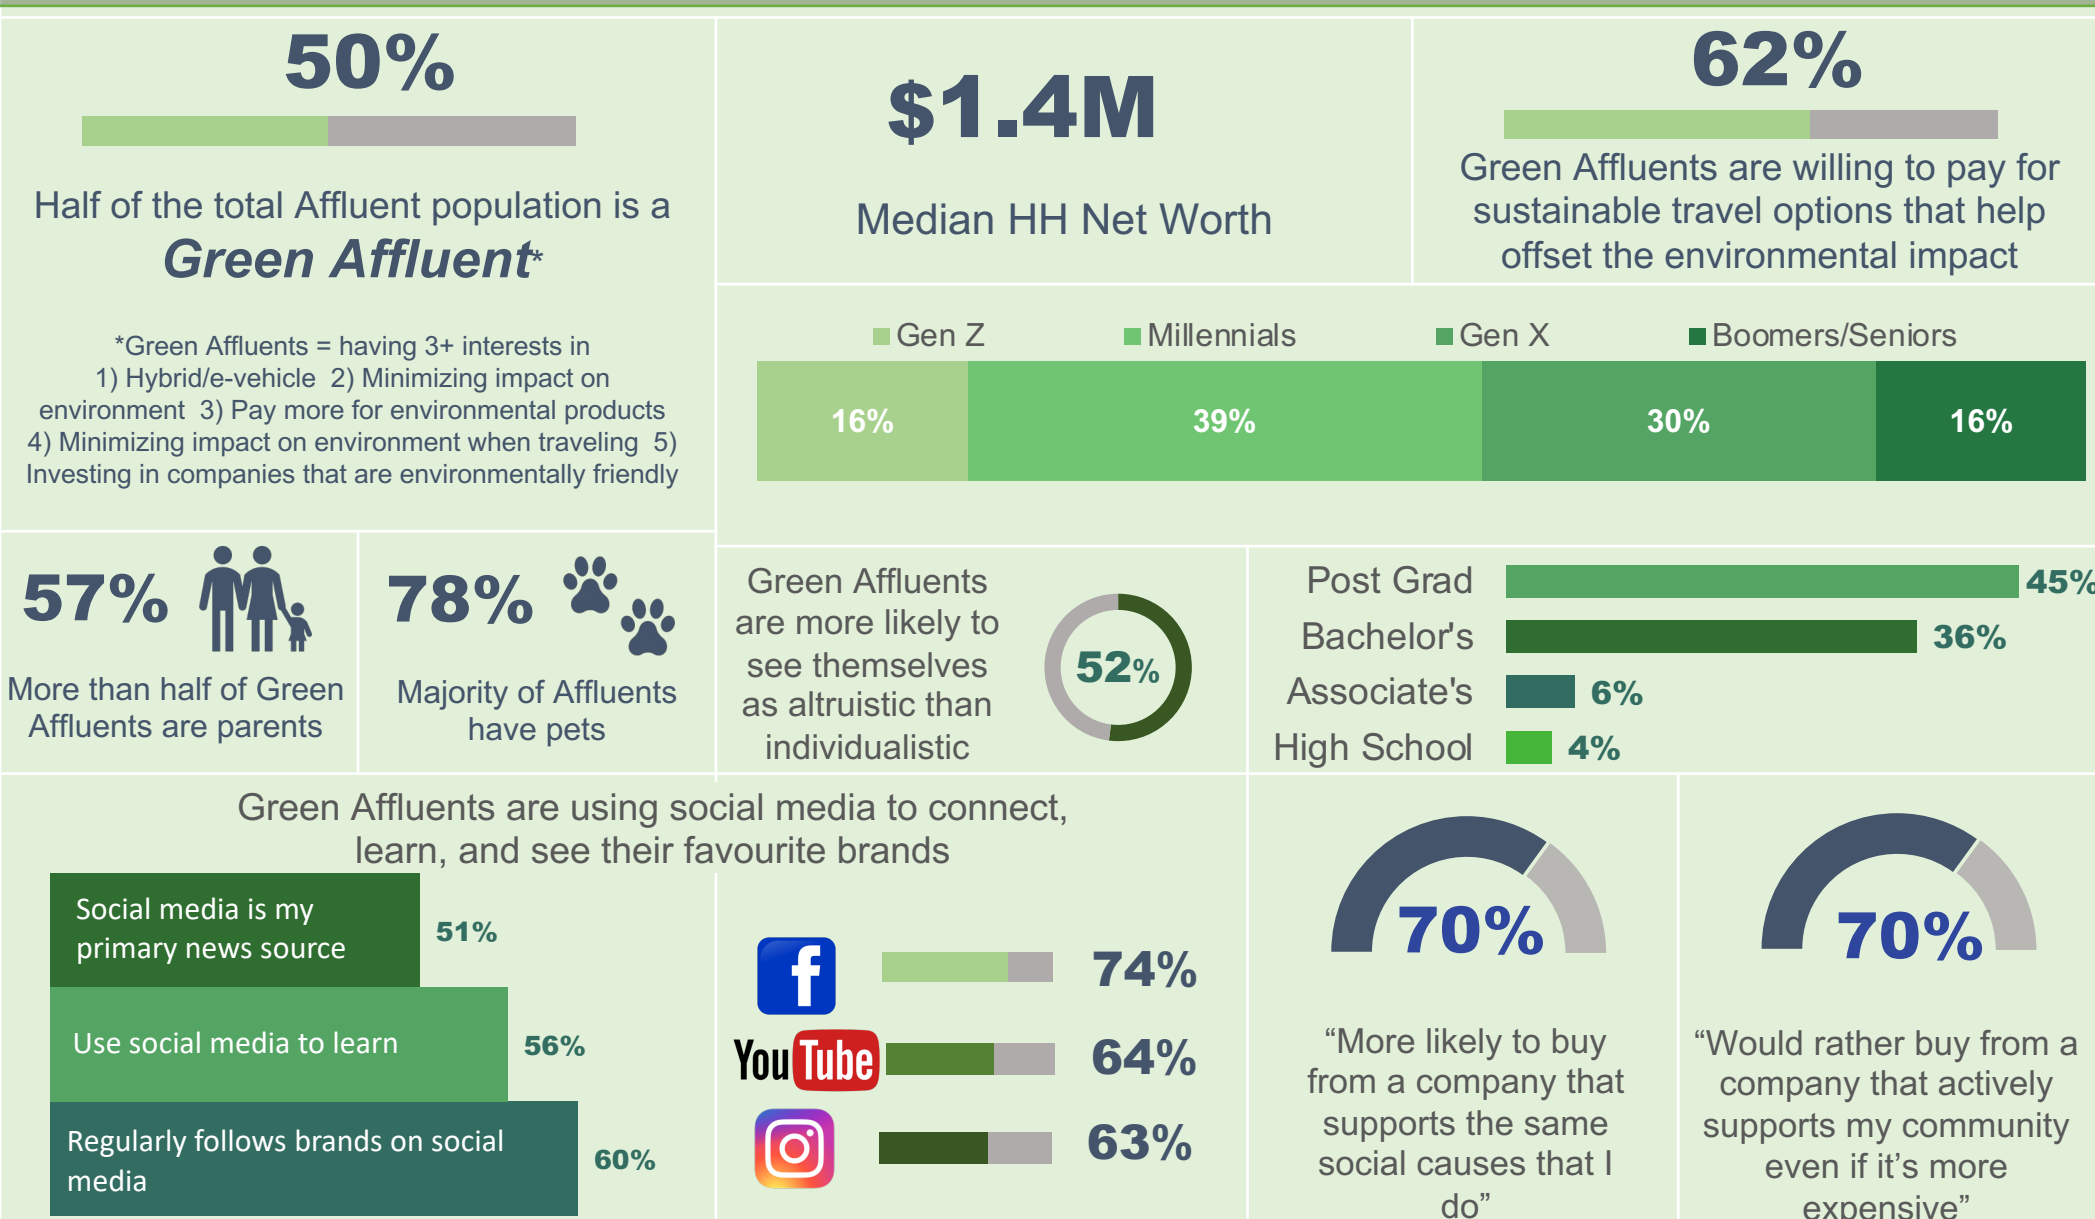 50%
Half of the total Affluent population is a
Green Affluent*
*Green Affluents = having 3+ interests in
1) Hybrid/e-vehicle 2) Minimizing impact on
environment 3) Pay more for environmental products
4) Minimizing impact on environment when traveling 5)
Investing in companies that are environmentally friendly
$1.4M
Median HH Net Worth
62%
Green Affluents are willing to pay for
sustainable travel options that help
offset the environmental impact
Gen Z
Millennials
Gen X
Boomers/Seniors
16%
39%
30%
16%
57%
More than half of Green
Affluents are parents
78%
Majority of Affluents
have pets
Green Affluents
are more likely to
see themselves
as altruistic than
individualistic
52%
Post Grad 45%
Bachelor's 36%
Associate's 6%
High School 4%
Green Affluents are using social media to connect,
learn, and see their favourite brands
Social media is my
primary news source
51%
Use social media to learn
56%
Regularly follows brands on social
media
60%
f
74%
YouTube
64%
63%
70%
“More likely to buy
from a company that
supports the same
social causes that I
do”
70%
“Would rather buy from a
company that actively
supports my community
even if it’s more
expensive”